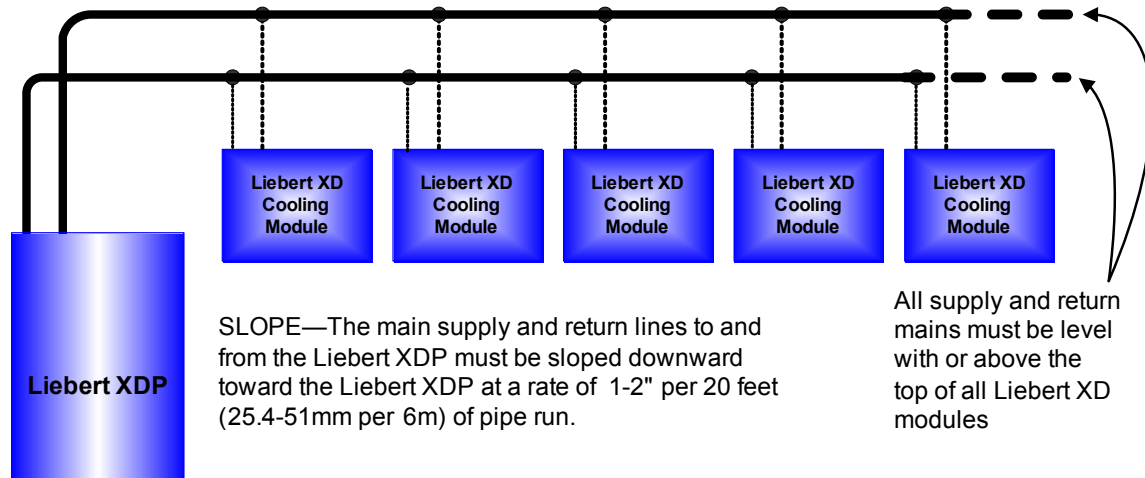 Liebert XD
Cooling
Module
Liebert XD
Cooling
Module
Liebert XD
Cooling
Module
Liebert XD
Cooling
Module
Liebert XD
Cooling
Module
Liebert XDP
SLOPE—The main supply and return lines to and
from the Liebert XDP must be sloped downward
toward the Liebert XDP at a rate of 1-2" per 20 feet
(25.4-51mm per 6m) of pipe run.
All supply and return
mains must be level
with or above the
top of all Liebert XD
modules